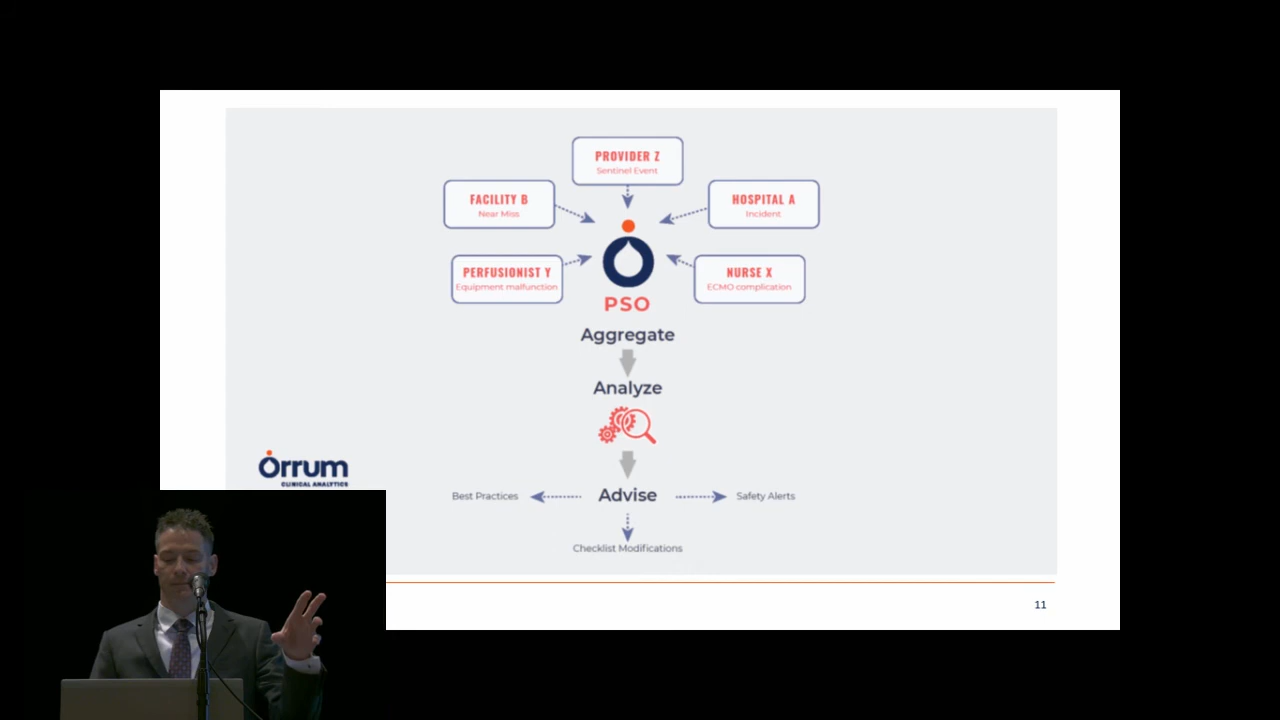 PROVIDER Z
Sentinel Event
FACILITY B
Near Miss
HOSPITAL A
Incident
PERFUSIONIST Y
Equipment malfunction
NURSE X
ECMO complication
PSO
Aggregate
Analyze
Advise
Best Practices
Safety Alerts
Checklist Modifications
Orrum
CLINICAL ANALYTICS
11